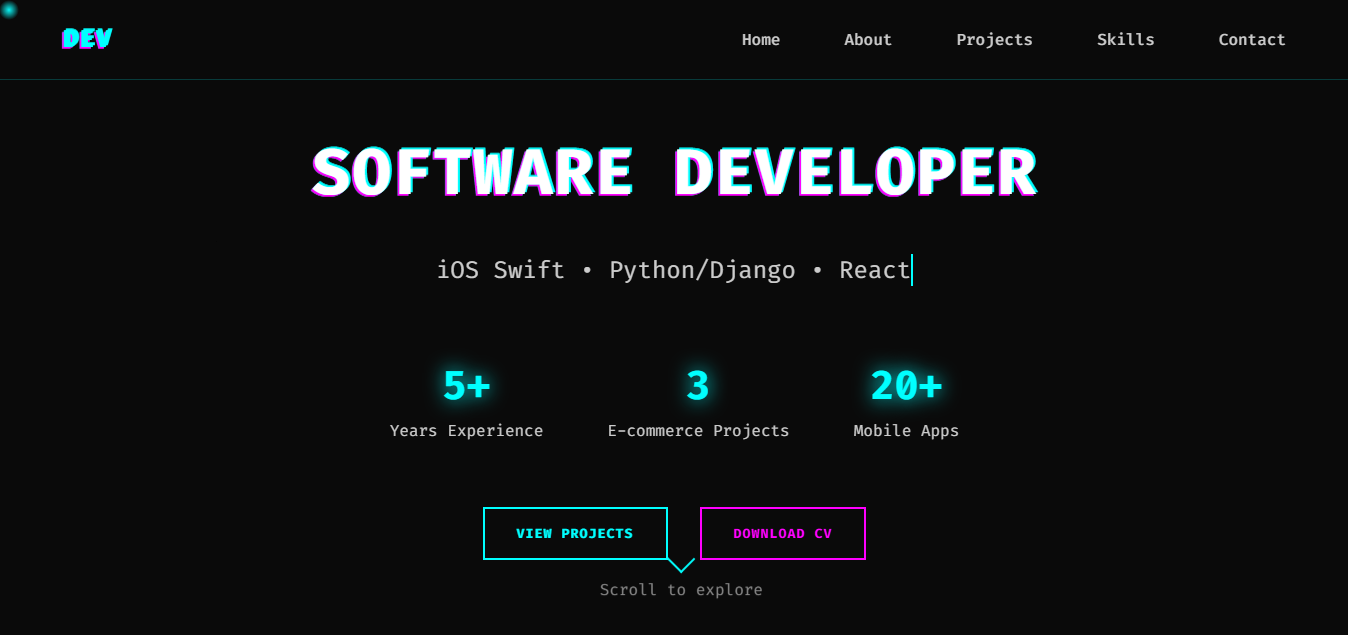 DEV
Home About Projects Skills Contact
SOFTWARE DEVELOPER
iOS Swift • Python/Django • React
5+ 3 20+
Years Experience E-commerce Projects Mobile Apps
VIEW PROJECTS DOWNLOAD CV
Scroll to explore